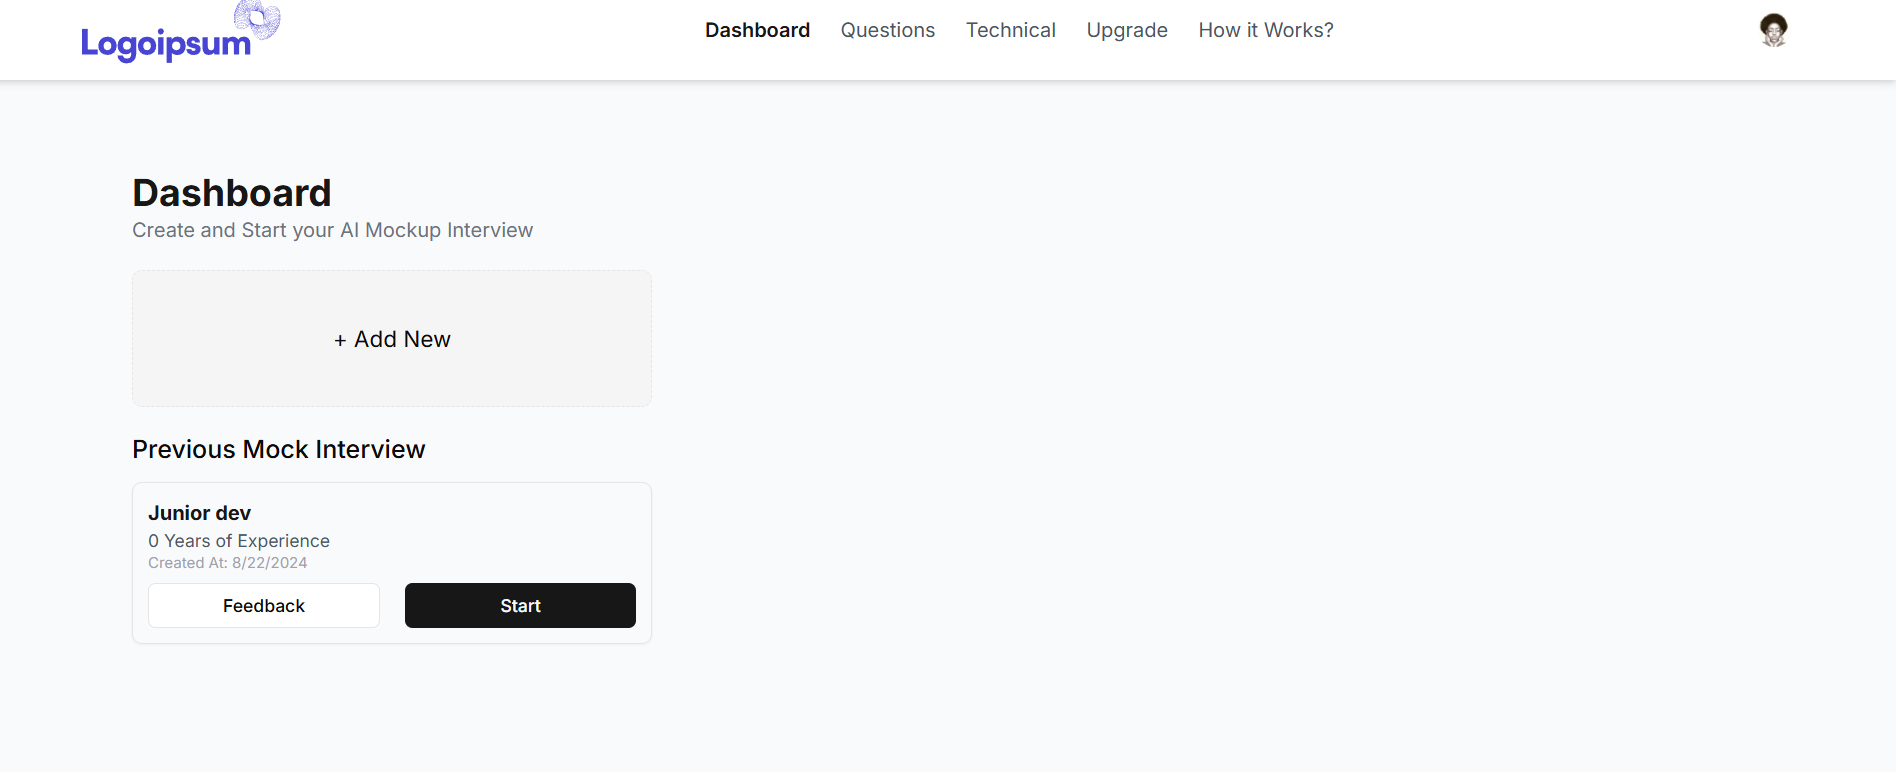 Logoipsum
Dashboard Questions Technical Upgrade How it Works?
Dashboard
Create and Start your AI Mockup Interview
+ Add New
Previous Mock Interview
Junior dev
0 Years of Experience
Created At: 8/22/2024
Feedback Start